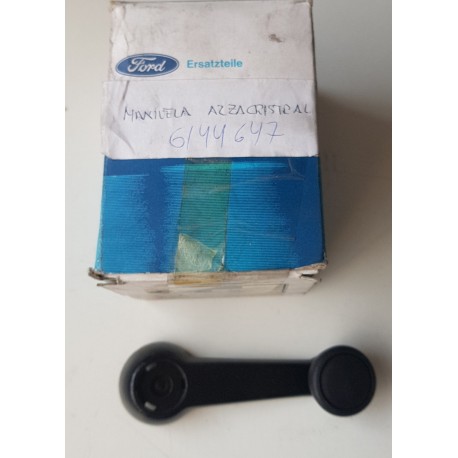 Ford
Ersatzteile
MANIVELA ALZACRISTAL
6144647